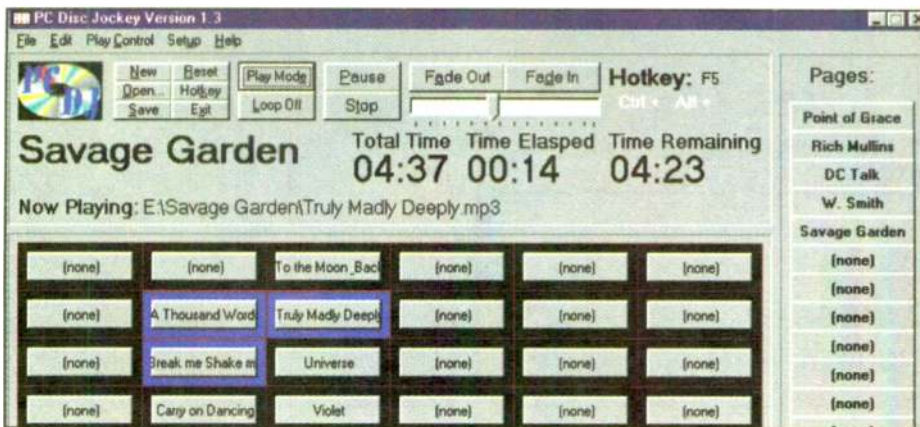 PC Disc Jockey Version 1.3
File Edit Play Control Setup Help
PC DJ
New Reset
Open... Hotkey
Save Exit
Play Mode
Loop Off
Pause
Stop
Fade Out Fade In
Hotkey: F5
Ctrl + Alt +
Savage Garden
Total Time Time Elasped Time Remaining
04:37 00:14 04:23
Now Playing: E:\Savage Garden\Truly Madly Deeply.mp3
(none) (none) To the Moon_Bac (none) (none) (none)
(none) A Thousand Word (none) (none) (none)
Truly Madly Deepl
(none) Break me Shake m Universe (none) (none) (none)
(none) Carry on Dancing Violet (none) (none) (none)
Pages:
Point of Grace
Rich Mullins
DC Talk
W. Smith
Savage Garden
(none)
(none)
(none)
(none)
(none)
(none)